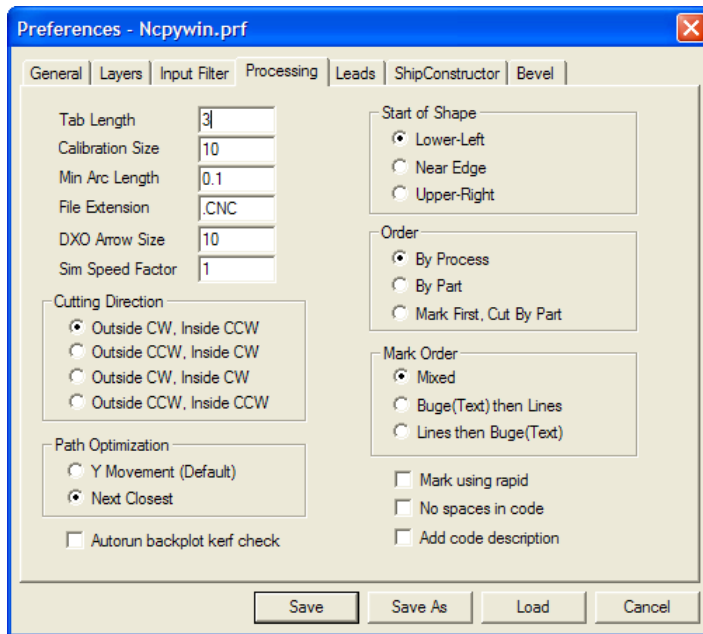 Preferences - Ncpywin.prf
General Layers Input Filter Processing Leads ShipConstructor Bevel
Tab Length 3
Calibration Size 10
Min Arc Length 0.1
File Extension .CNC
DXO Arrow Size 10
Sim Speed Factor 1
Cutting Direction
Outside CW, Inside CCW
Outside CCW, Inside CW
Outside CW, Inside CW
Outside CCW, Inside CCW
Path Optimization
Y Movement (Default)
Next Closest
Autorun backplot kerf check
Start of Shape
Lower-Left
Near Edge
Upper-Right
Order
By Process
By Part
Mark First, Cut By Part
Mark Order
Mixed
Buge(Text) then Lines
Lines then Buge(Text)
Mark using rapid
No spaces in code
Add code description
Save Save As Load Cancel